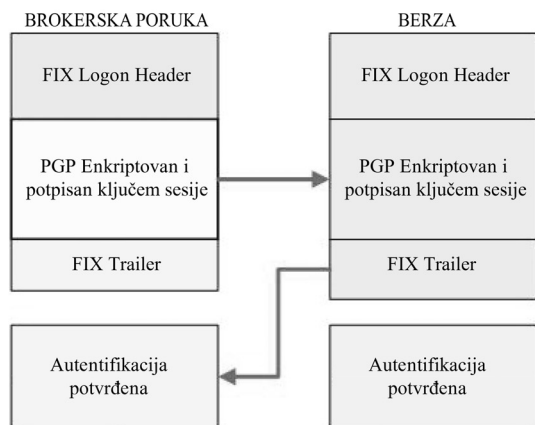 BROKERSKA PORUKA
FIX Logon Header
PGP Enkriptovan i
potpisan ključem sesije
FIX Trailer
Autentifikacija
potvrđena
BERZA
FIX Logon Header
PGP Enkriptovan i
potpisan ključem sesije
FIX Trailer
Autentifikacija
potvrđena